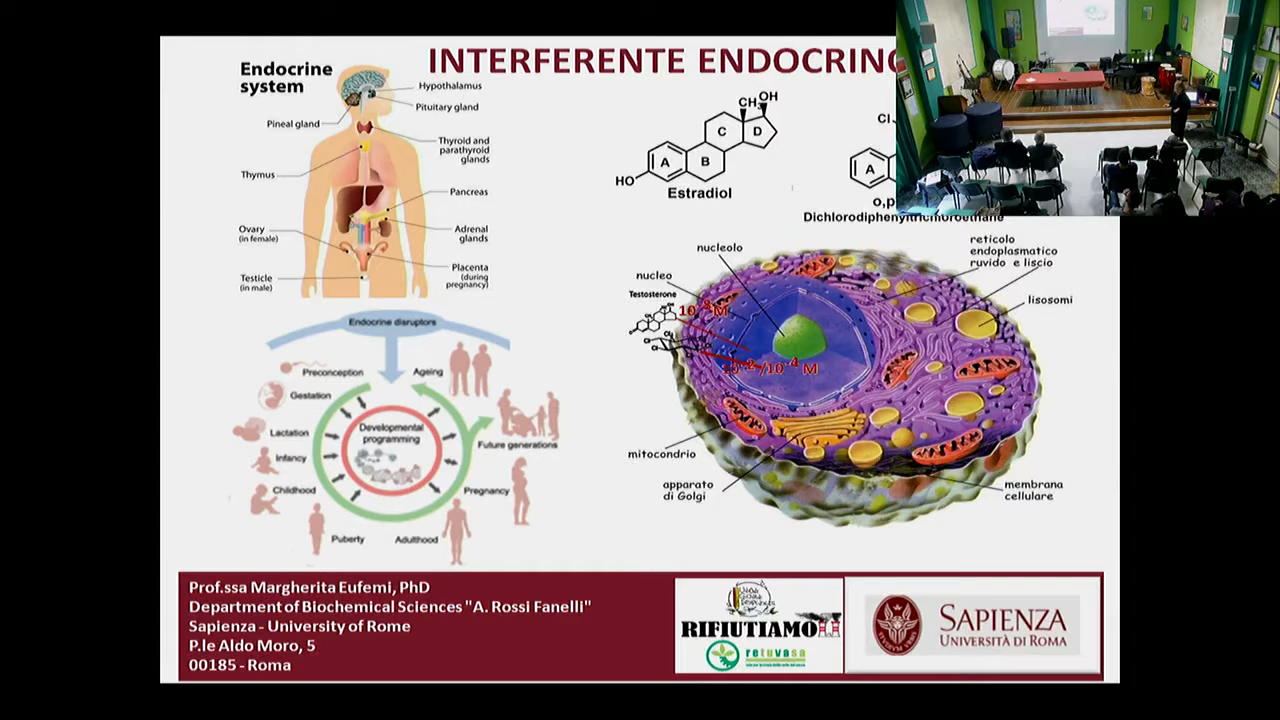 INTERFERENTE ENDOCRINO
Endocrine
system
Hypothalamus
Pituitary gland
Pineal gland
Thyroid and
parathyroid
glands
Thymus
Pancreas
Ovary
(in female)
Adrenal
glands
Testicle
(in male)
Placenta
(during
pregnancy)
CH3
OH
C
D
A
B
HO
Estradiol
Cl
A
o,p
Dichlorodiphenyltrichloroethane
Endocrine disruptors
Preconception
Ageing
Gestation
Lactation
Developmental
programming
Future generations
Infancy
Childhood
Pregnancy
Puberty
Adulthood
nucleolo
nucleo
Testosterone
reticolo
endoplasmatico
ruvido e liscio
lisosomi
mitocondrio
apparato
di Golgi
membrana
cellulare
Prof.ssa Margherita Eufemi, PhD
Department of Biochemical Sciences "A. Rossi Fanelli"
Sapienza - University of Rome
P.le Aldo Moro, 5
00185 - Roma
RIFIUTIAMOLI
retuvasa
SAPIENZA
UNIVERSITÀ DI ROMA